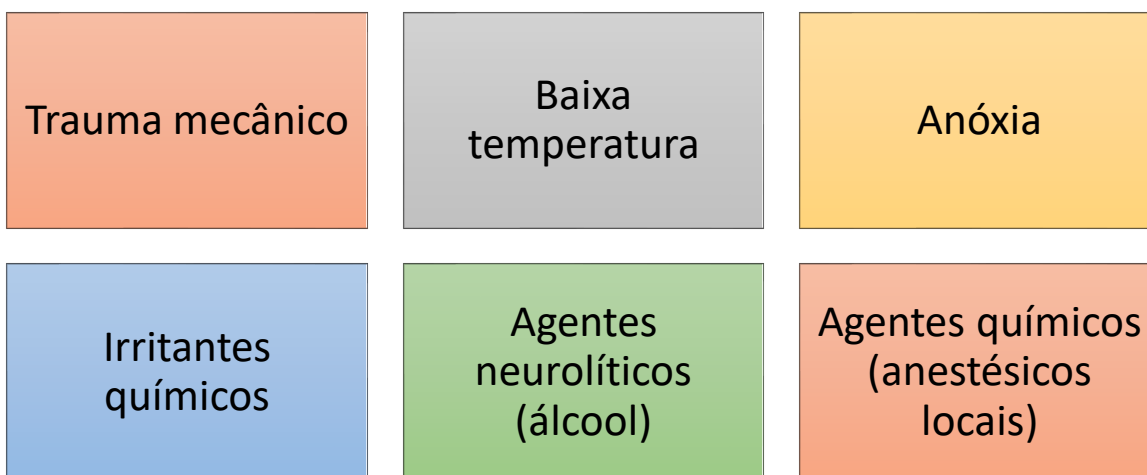 Trauma mecânico
Baixa
temperatura
Anóxia
Irritantes
químicos
Agentes
neurolíticos
(álcool)
Agentes químicos
(anestésicos
locais)